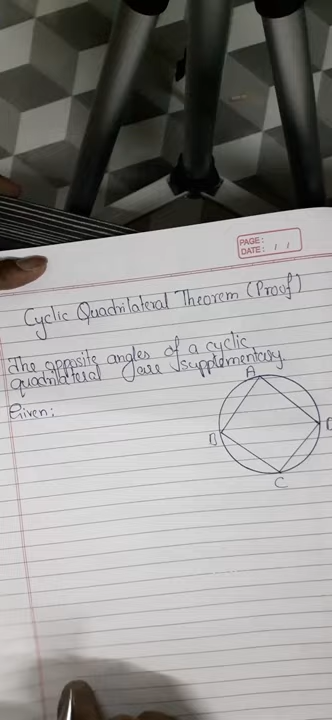 PAGE:
DATE: / /
Cyclic Quadrilateral Theorem (Proof)
The opposite angles of a cyclic
quadrilateral are supplementary.
Given:
A
B
C